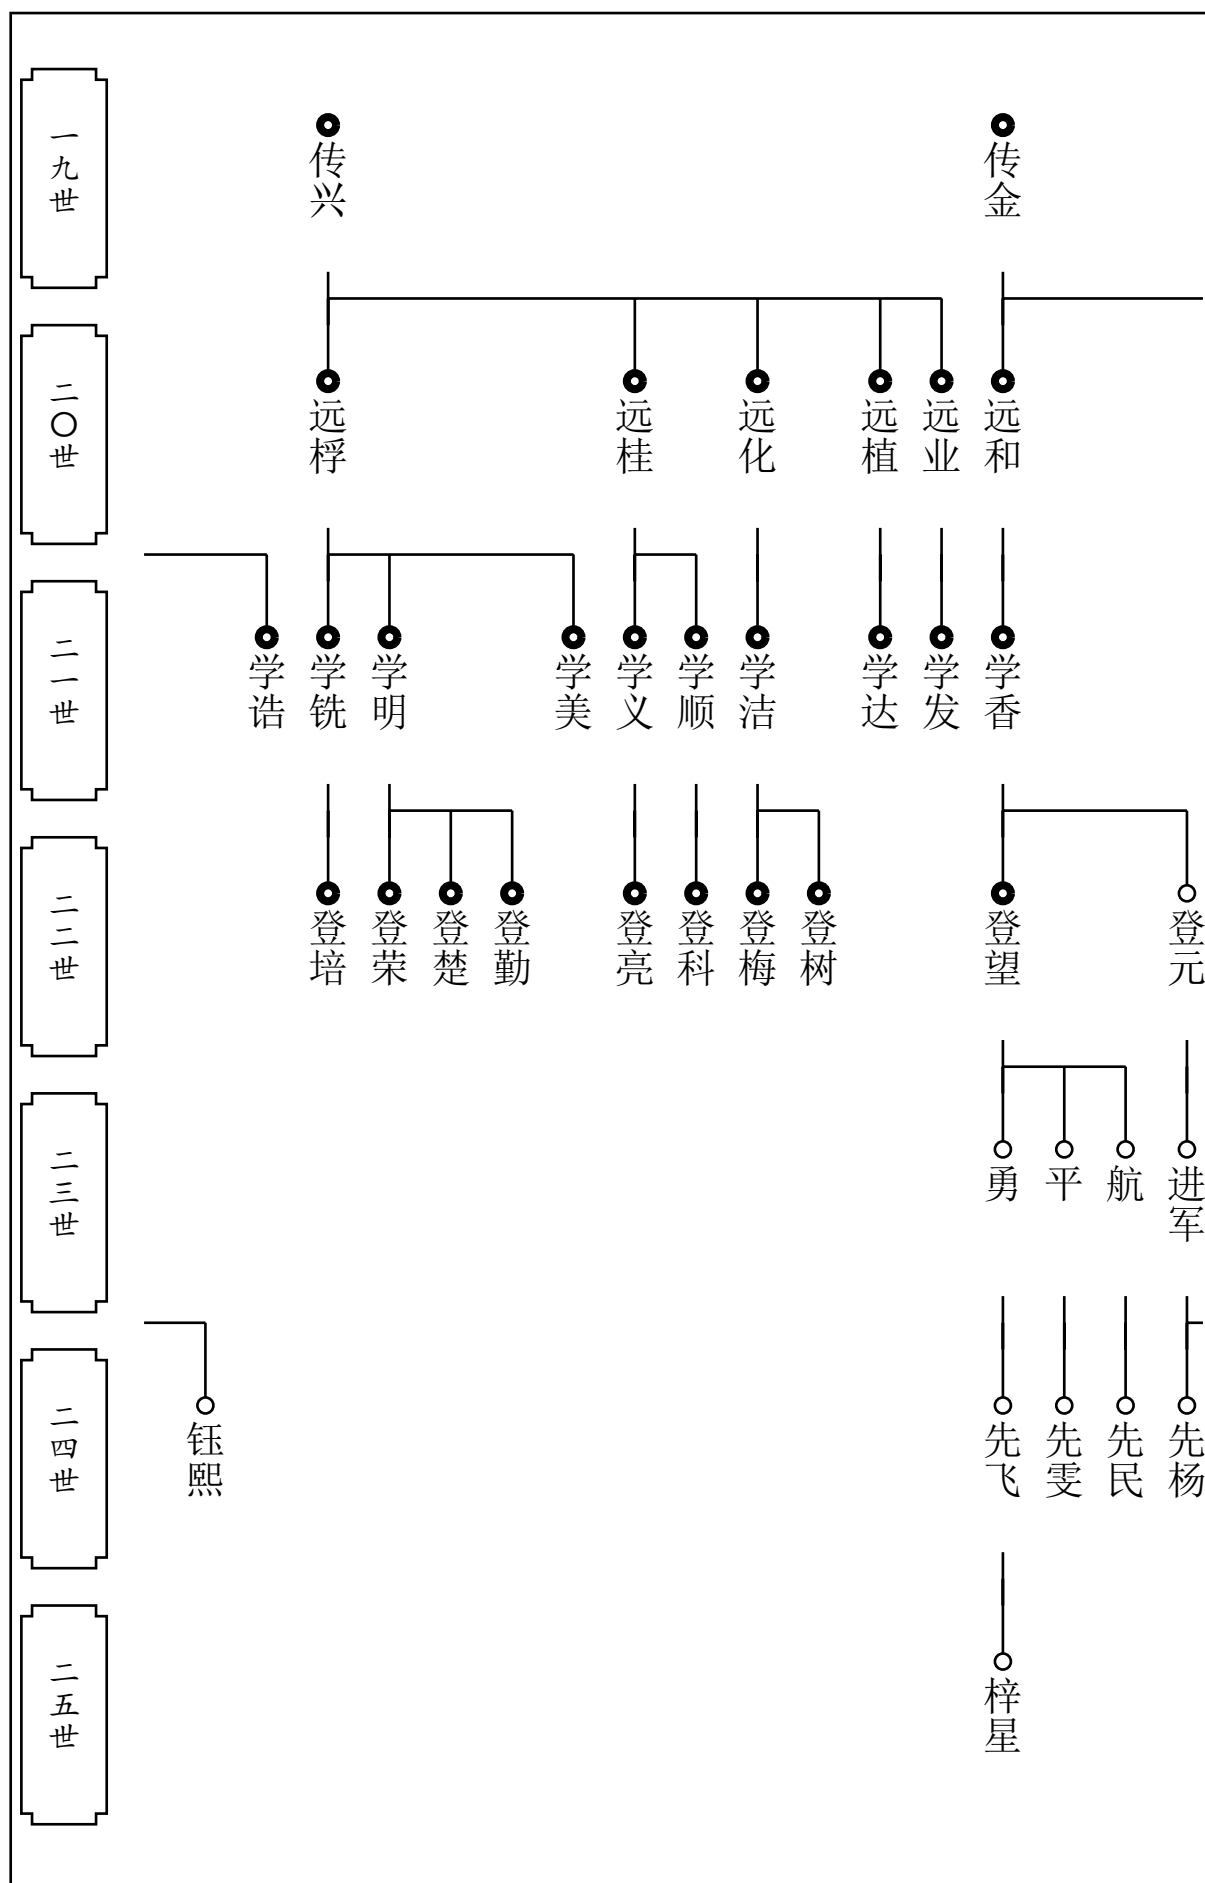 一九世
传兴
传金
二〇世
远桴
远桂
远化
远植
远业
远和
二一世
学诰
学铣
学明
学美
学义
学顺
学洁
学达
学发
学香
二二世
登培
登荣
登楚
登勤
登亮
登科
登梅
登树
登望
登元
二三世
勇
平
航
进军
二四世
钰熙
先飞
先雯
先民
先杨
二五世
梓星